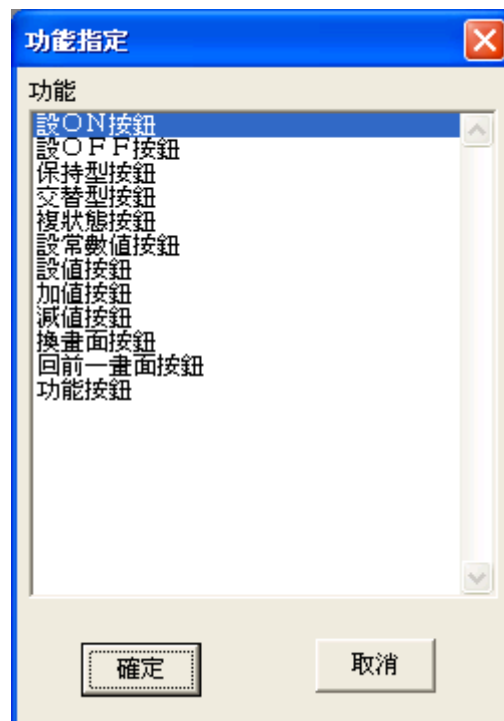 功能指定
功能
設ＯＮ按鈕
設ＯＦＦ按鈕
保持型按鈕
交替型按鈕
複狀態按鈕
設常數值按鈕
設值按鈕
加值按鈕
減值按鈕
換畫面按鈕
回前一畫面按鈕
功能按鈕
確定
取消